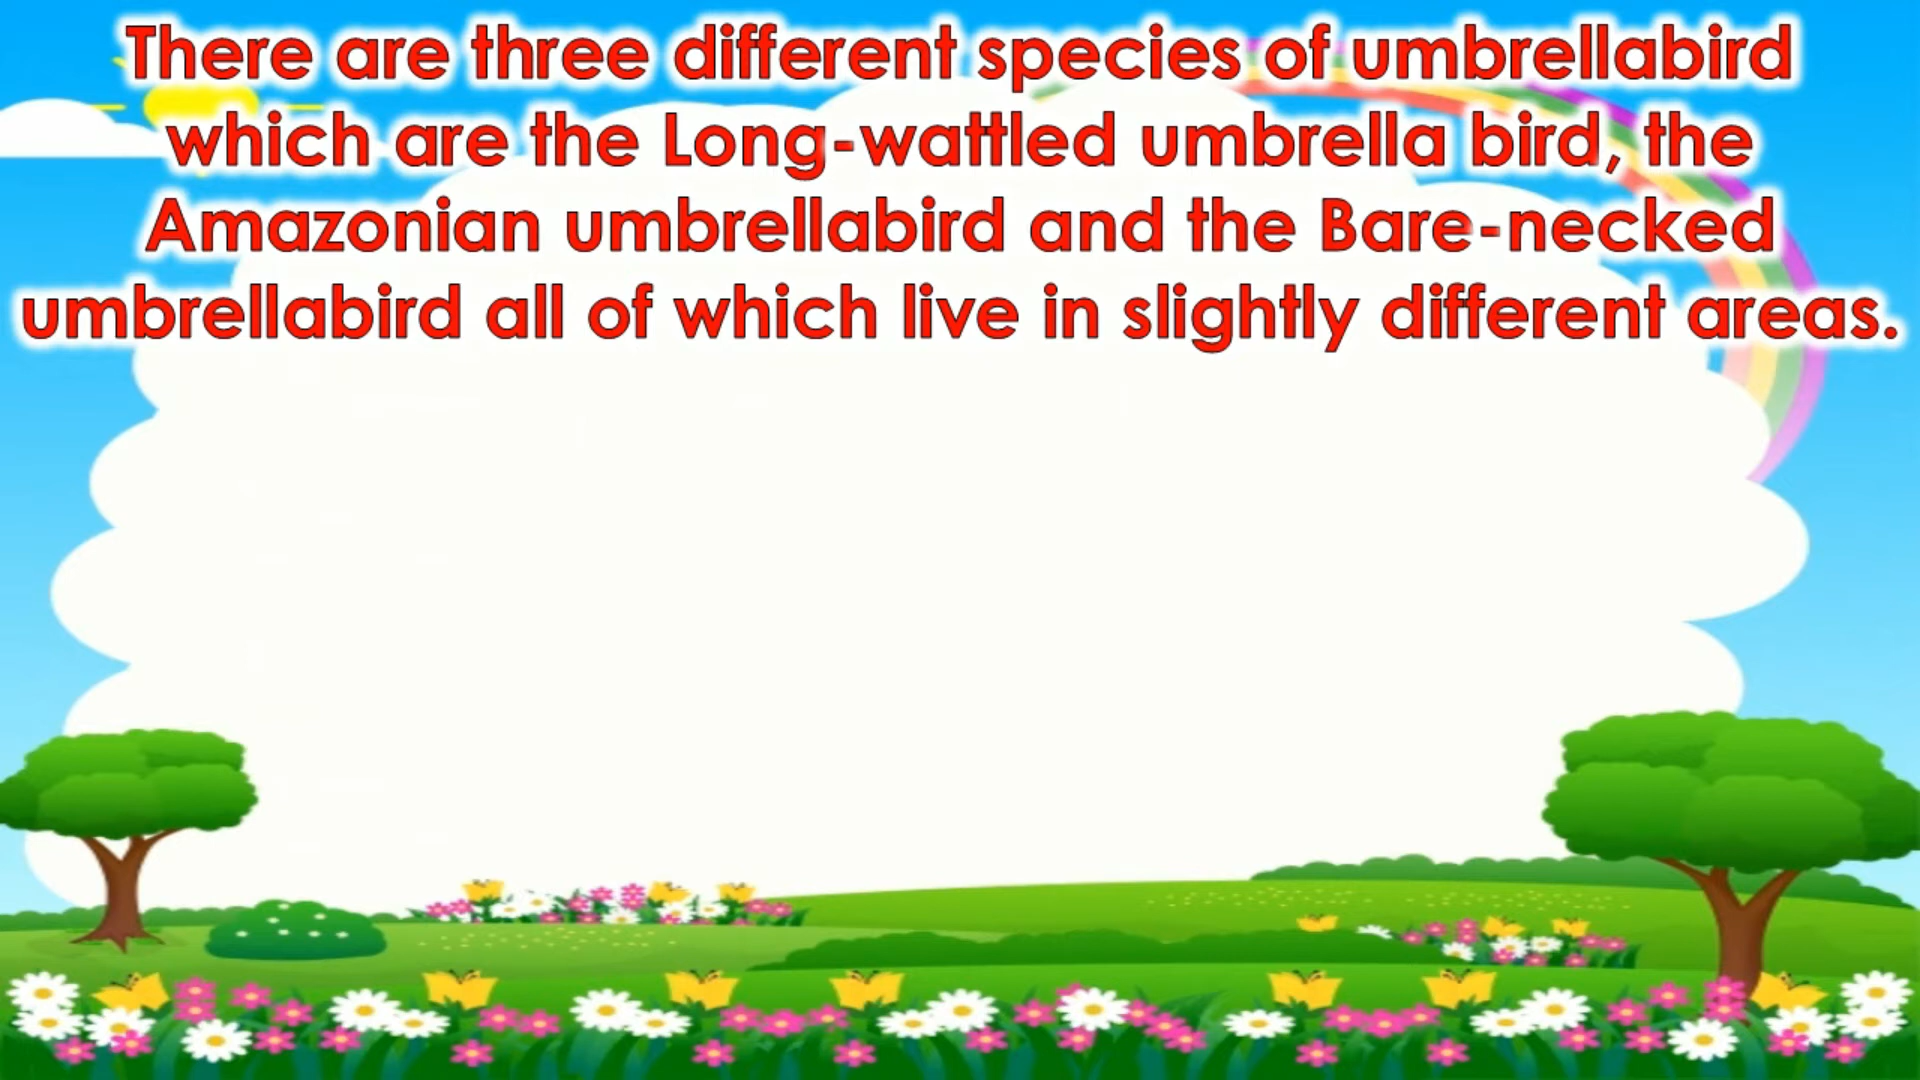 There are three different species of umbrellabird
which are the Long-wattled umbrella bird, the
Amazonian umbrellabird and the Bare-necked
umbrellabird all of which live in slightly different areas.